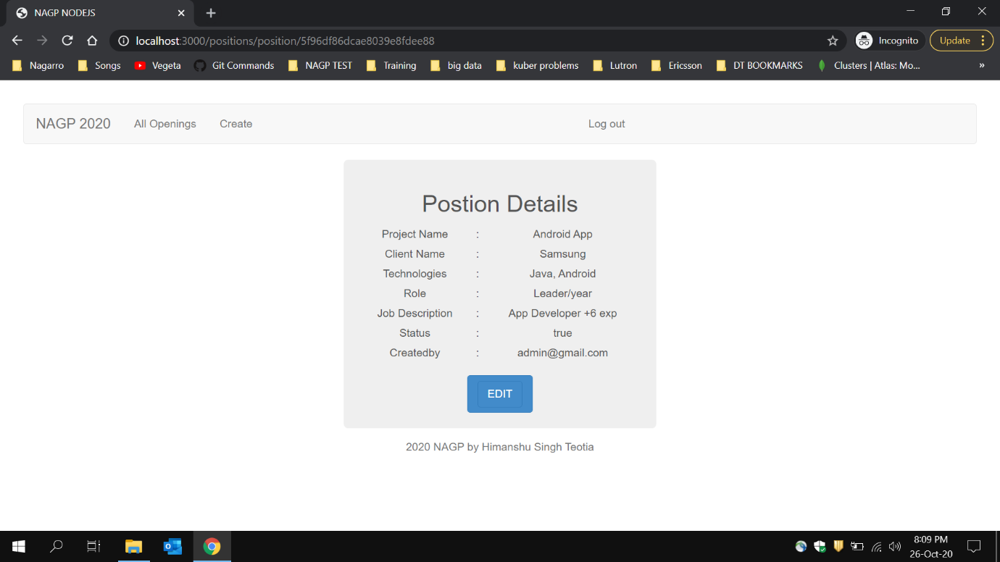 NAGP NODEJS
localhost:3000/positions/position/5f96df86dcae8039e8fdee88
Incognito
Update
Nagarro
Songs
Vegeta
Git Commands
NAGP TEST
Training
big data
kuber problems
Lutron
Ericsson
DT BOOKMARKS
Clusters | Atlas: Mo...
»
NAGP 2020
All Openings
Create
Log out
Postion Details
Project Name : Android App
Client Name : Samsung
Technologies : Java, Android
Role : Leader/year
Job Description : App Developer +6 exp
Status : true
Createdby : admin@gmail.com
EDIT
2020 NAGP by Himanshu Singh Teotia
8:09 PM
26-Oct-20